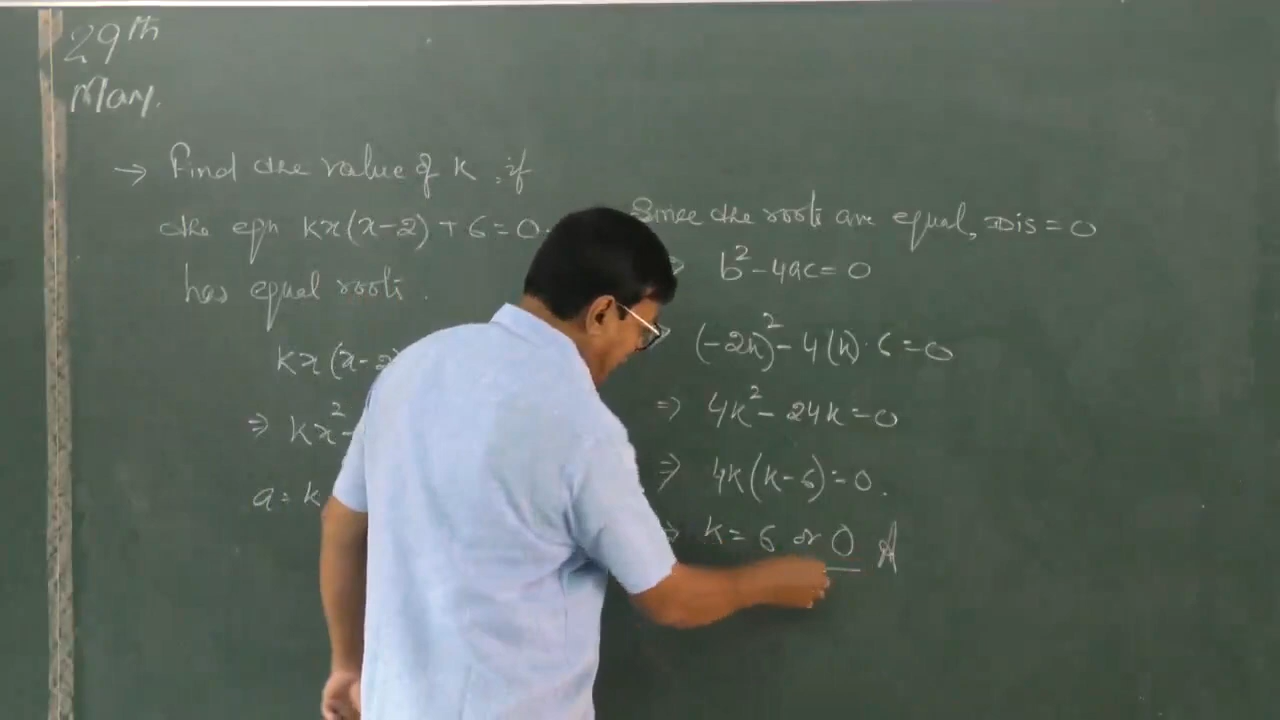 29th
May.
→ Find the value of k, if
the eqn kx(x-2) + 6 = 0.
has equal roots.
kx(x-2
⇒ kx²-
a = k
Since the roots are equal, Dis = 0
b² - 4ac = 0
(-2k)² - 4(k)·6 = 0
⇒ 4k² - 24k = 0
⇒ 4k(k-6) = 0.
⇒ k = 6 or 0 A